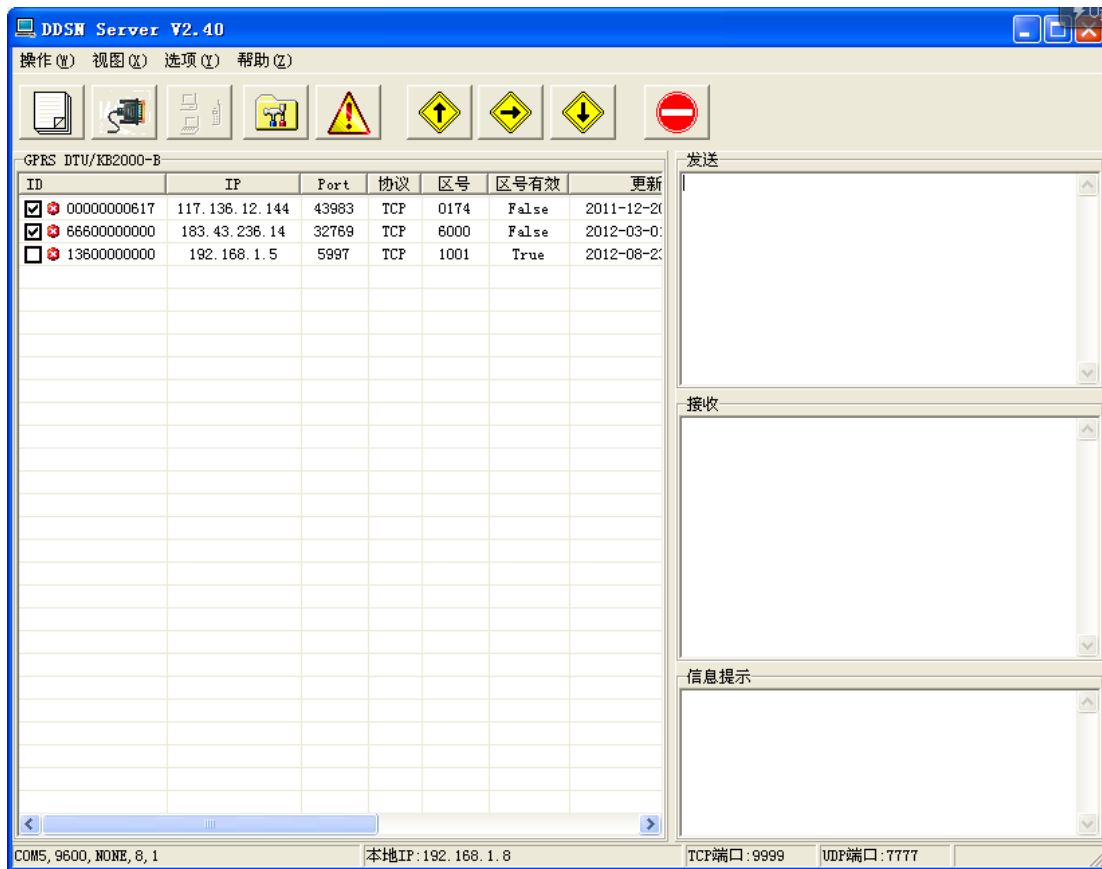 DDSN Server V2.40
操作(W) 视图(X) 选项(Y) 帮助(Z)
GPRS DTU/KB2000-B
ID IP Port 协议 区号 区号有效 更新
00000000617 117.136.12.144 43983 TCP 0174 False 2011-12-20
66600000000 183.43.236.14 32769 TCP 6000 False 2012-03-0
13600000000 192.168.1.5 5997 TCP 1001 True 2012-08-2
发送
接收
信息提示
COM5, 9600, NONE, 8, 1 本地IP:192.168.1.8 TCP端口:9999 UDP端口:7777